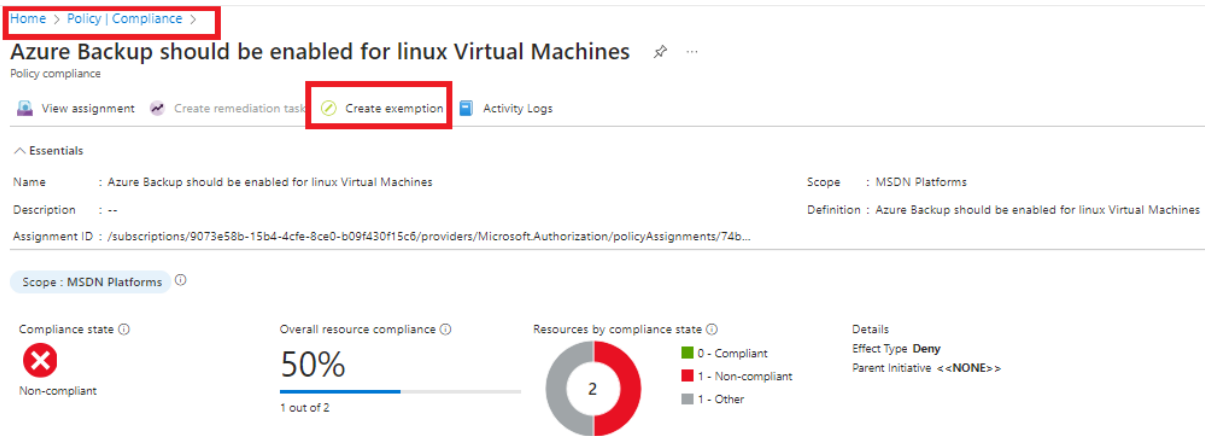 Home > Policy | Compliance >
Azure Backup should be enabled for linux Virtual Machines ...
Policy compliance
View assignment Create remediation task Create exemption Activity Logs
Essentials
Name : Azure Backup should be enabled for linux Virtual Machines Scope : MSDN Platforms
Description : -- Definition : Azure Backup should be enabled for linux Virtual Machines
Assignment ID : /subscriptions/9073e58b-15b4-4cfe-8ce0-b09f430f15c6/providers/Microsoft.Authorization/policyAssignments/74b...
Scope : MSDN Platforms
Compliance state Overall resource compliance Resources by compliance state Details
Non-compliant
50%
1 out of 2
2
0 - Compliant
1 - Non-compliant
1 - Other
Effect Type Deny
Parent Initiative <<NONE>>